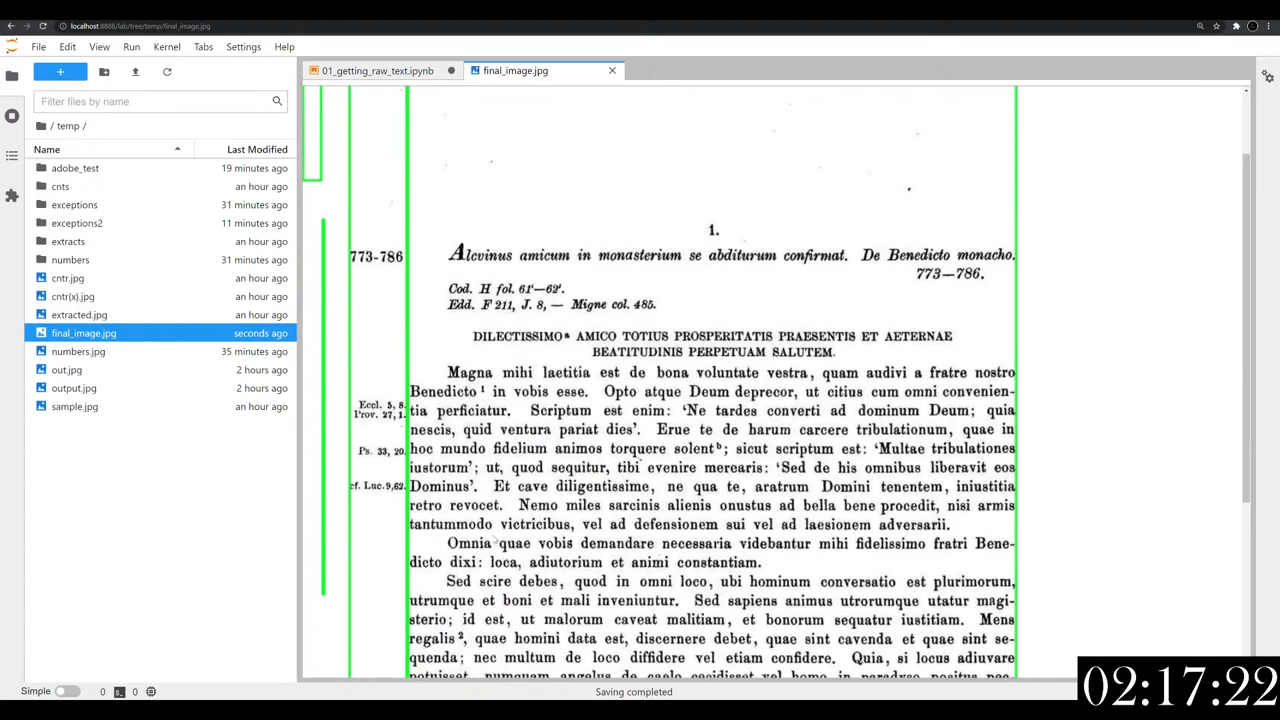 localhost:8888/lab/tree/temp/final_image.jpg
File Edit View Run Kernel Tabs Settings Help
01_getting_raw_text.ipynb
final_image.jpg
Filter files by name
/ temp /
Name Last Modified
adobe_test 19 minutes ago
cnts an hour ago
exceptions 31 minutes ago
exceptions2 11 minutes ago
extracts an hour ago
numbers 31 minutes ago
cntr.jpg an hour ago
cntr{x}.jpg an hour ago
extracted.jpg an hour ago
final_image.jpg seconds ago
numbers.jpg 35 minutes ago
out.jpg 2 hours ago
output.jpg 2 hours ago
sample.jpg an hour ago
1.
773-786 Alcvinus amicum in monasterium se abditurum confirmat. De Benedicto monacho.
773—786.
Cod. H fol. 61'—62'.
Edd. F 211, J. 8, — Migne col. 485.
DILECTISSIMOᵃ AMICO TOTIUS PROSPERITATIS PRAESENTIS ET AETERNAE
BEATITUDINIS PERPETUAM SALUTEM.
Magna mihi laetitia est de bona voluntate vestra, quam audivi a fratre nostro
Benedicto¹ in vobis esse. Opto atque Deum deprecor, ut citius cum omni convenien-
Eccl. 5, 8.
tia perficiatur. Scriptum est enim: ‘Ne tardes converti ad dominum Deum; quia
Prov. 27, 1.
nescis, quid ventura pariat dies’. Erue te de harum carcere tribulationum, quae in
Ps. 33, 20. hoc mundo fidelium animos torquere solentᵇ; sicut scriptum est: ‘Multae tribulationes
iustorum’; ut, quod sequitur, tibi evenire merearis: ‘Sed de his omnibus liberavit eos
cf. Luc. 9,62. Dominus’. Et cave diligentissime, ne qua te, aratrum Domini tenentem, iniustitia
retro revocet. Nemo miles sarcinis alienis onustus ad bella bene procedit, nisi armis
tantummodo victricibus, vel ad defensionem sui vel ad laesionem adversarii.
Omnia quae vobis demandare necessaria videbantur mihi fidelissimo fratri Bene-
dicto dixi: loca, adiutorium et animi constantiam.
Sed scire debes, quod in omni loco, ubi hominum conversatio est plurimorum,
utrumque et boni et mali inveniuntur. Sed sapiens animus utrorumque utatur magi-
sterio; id est, ut malorum caveat malitiam, et bonorum sequatur iustitiam. Mens
regalis², quae homini data est, discernere debet, quae sint cavenda et quae sint se-
quenda; nec multum de loco diffidere vel etiam confidere. Quia, si locus adiuvare
Simple 0 0
Saving completed
02:17:22